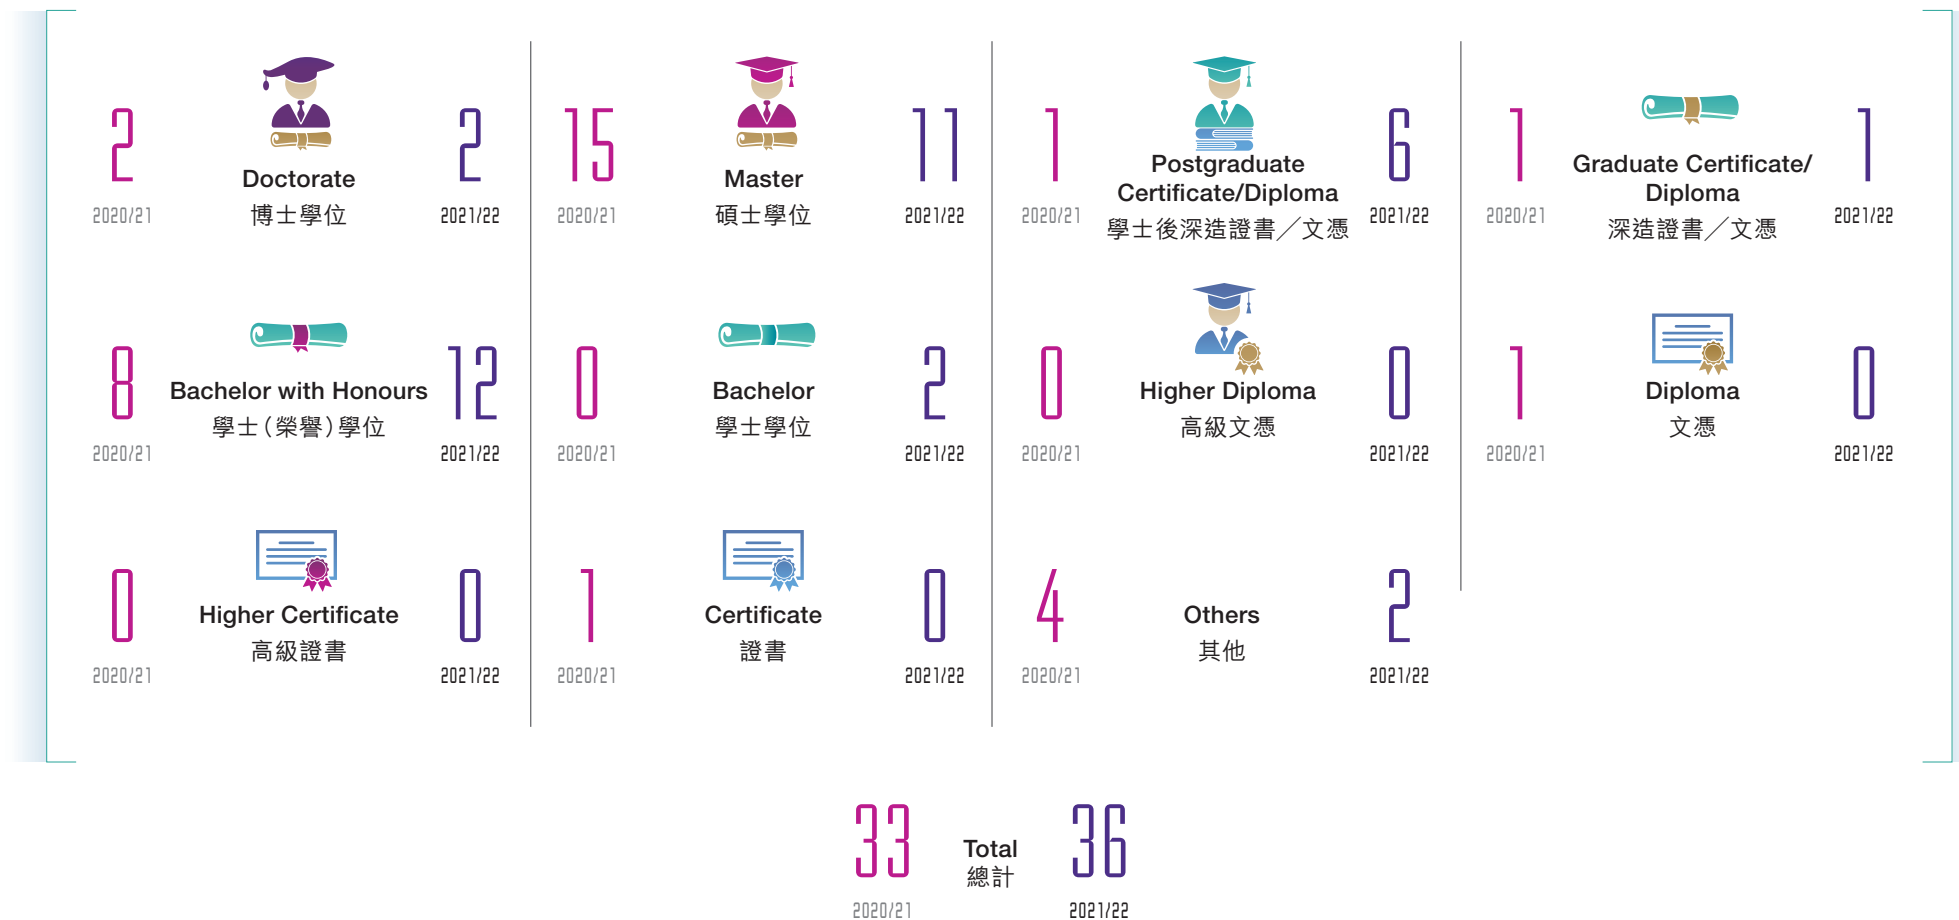 2
2020/21
Doctorate
博士學位
2
2021/22
15
2020/21
Master
碩士學位
11
2021/22
1
2020/21
Postgraduate
Certificate/Diploma
學士後深造證書╱文憑
6
2021/22
1
2020/21
Graduate Certificate/
Diploma
深造證書╱文憑
1
2021/22
8
2020/21
Bachelor with Honours
學士(榮譽)學位
12
2021/22
0
2020/21
Bachelor
學士學位
2
2021/22
0
2020/21
Higher Diploma
高級文憑
0
2021/22
1
2020/21
Diploma
文憑
0
2021/22
0
2020/21
Higher Certificate
高級證書
0
2021/22
1
2020/21
Certificate
證書
0
2021/22
4
2020/21
Others
其他
2
2021/22
33
2020/21
Total
總計
36
2021/22